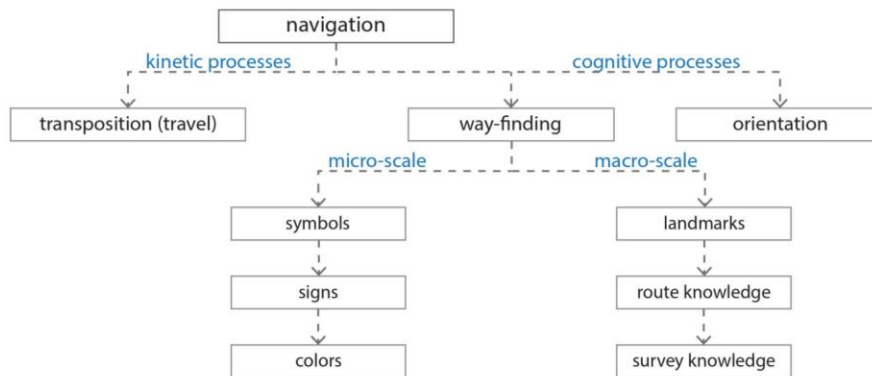 navigation
kinetic processes
cognitive processes
transposition (travel)
way-finding
orientation
micro-scale
macro-scale
symbols
landmarks
signs
route knowledge
colors
survey knowledge